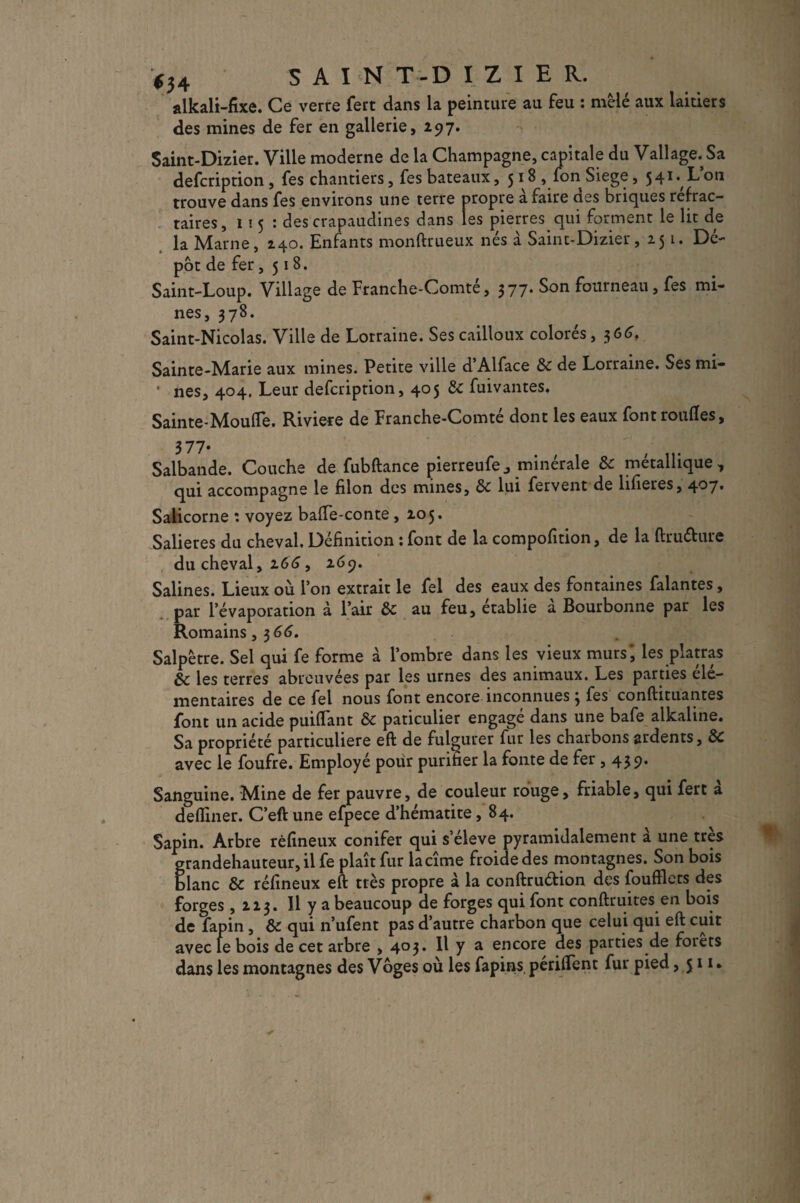 634 SAINT-DIZIER.
alkali-fixe. Ce verre ſert dans la peinture au feu : mêlé aux laitiers
des mines de fer en gallerie, 297.
Saint-Dizier. Ville moderne de la Champagne, capitale du Vallage. Sa
deſcription, ſes chantiers, ſes bateaux, 518, ſon Siege, 541. L'on
trouve dans ſes environs une terre propre à faire des briques réfrac-
taires, 115 : des crapaudines dans les pierres qui forment le lit de
la Marne, 240. Enfants monſtrueux nés à Saint-Dizier, 251. Dé-
pôt de fer, 518.
Saint-Loup. Village de Franche-Comté, 377. Son fourneau, ſes mi-
nes, 378.
Saint-Nicolas. Ville de Lorraine. Ses cailloux colorés, 366.
Sainte-Marie aux mines. Petite ville d'Alſace & de Lorraine. Ses mi-
nes, 404. Leur deſcription, 405 & ſuivantes.
Sainte-Mouſſe. Riviere de Franche-Comté dont les eaux ſont rouſſes,
377.
Salbande. Couche de ſubſtance pierreuſe, minérale & métallique,
qui accompagne le filon des mines, & lui ſervent de liſieres, 407.
Salicorne : voyez baſſe-conte, 205.
Salieres du cheval. Définition : ſont de la compoſition, de la ſtructure
du cheval, 266, 269.
Salines. Lieux où l'on extrait le ſel des eaux des fontaines ſalantes,
par l'évaporation à l'air & au feu, établie à Bourbonne par les
Romains, 366.
Salpêtre. Sel qui ſe forme à l'ombre dans les vieux murs, les platras
& les terres abreuvées par les urnes des animaux. Les parties élé-
mentaires de ce ſel nous ſont encore inconnues ; ſes conſtituantes
ſont un acide puiſſant & paticulier engagé dans une baſe alkaline.
Sa propriété particuliere eſt de fulgurer ſur les charbons ardents, &
avec le ſoufre. Employé pour purifier la fonte de fer, 439.
Sanguine. Mine de fer pauvre, de couleur rouge, friable, qui ſert à
deſſiner. C'eſt une eſpece d'hématite, 84.
Sapin. Arbre réſineux conifer qui s'éleve pyramidalement à une très
grande hauteur, il ſe plaît ſur la cîme froide des montagnes. Son bois
blanc & réſineux eſt très propre à la conſtruction des ſoufflets des
forges, 223. Il y a beaucoup de forges qui ſont conſtruites en bois
de ſapin, & qui n'uſent pas d'autre charbon que celui qui eſt cuit
avec le bois de cet arbre, 403. Il y a encore des parties de forêts
dans les montagnes des Vôges où les ſapins périſſent ſur pied, 511.